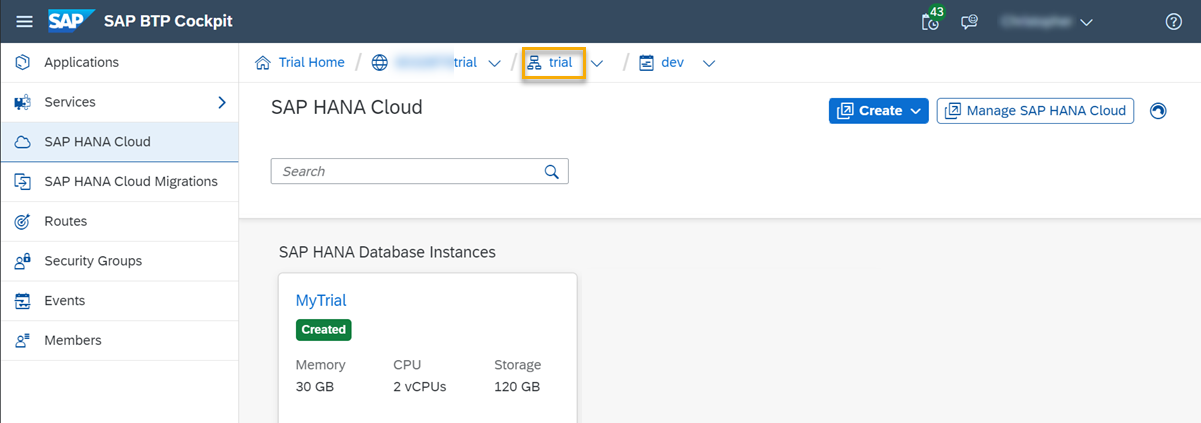 SAP SAP BTP Cockpit 43
Applications
Services
SAP HANA Cloud
SAP HANA Cloud Migrations
Routes
Security Groups
Events
Members
Trial Home / trial / trial / dev
SAP HANA Cloud
Create
Manage SAP HANA Cloud
Search
SAP HANA Database Instances
MyTrial
Created
Memory CPU Storage
30 GB 2 vCPUs 120 GB